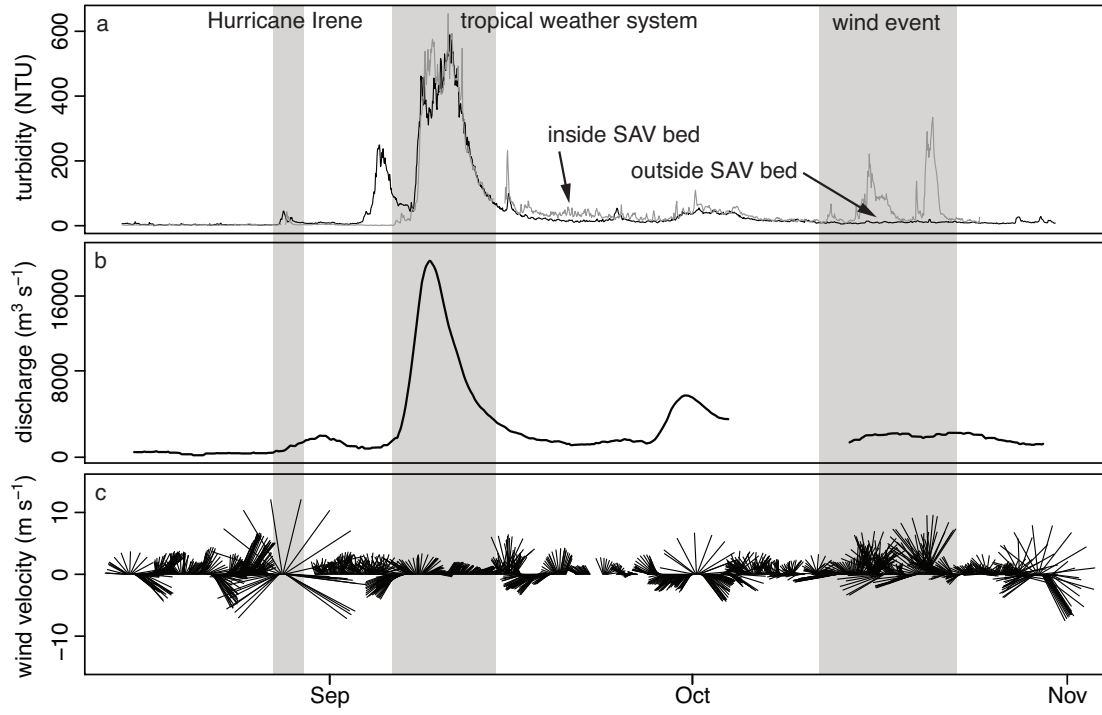 a
Hurricane Irene
tropical weather system
wind event
inside SAV bed
outside SAV bed
turbidity (NTU)
600
400
200
0
b
discharge (m³ s⁻¹)
16000
8000
0
c
wind velocity (m s⁻¹)
10
0
−10
Sep
Oct
Nov